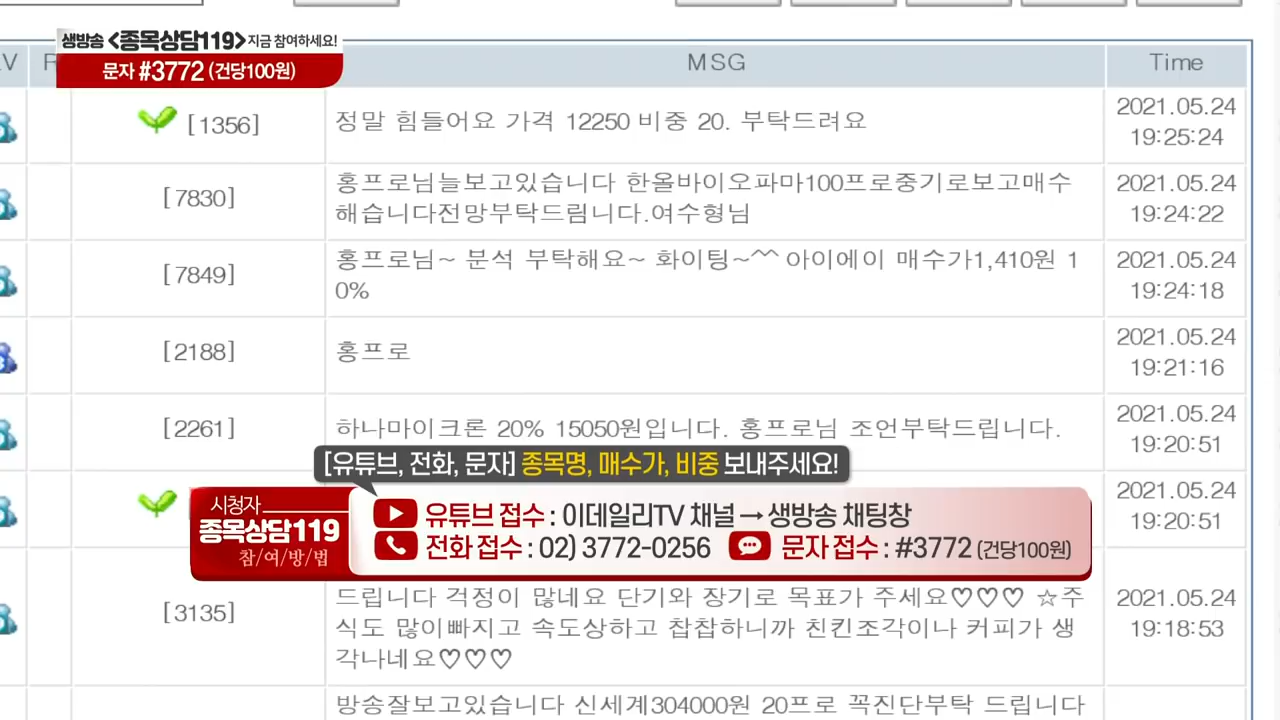 생방송 <종목상담119> 지금 참여하세요!
문자 #3772 (건당100원)
MSG
Time
[1356]
정말 힘들어요 가격 12250 비중 20. 부탁드려요
2021.05.24
19:25:24
[7830]
홍프로님늘보고있습니다 한올바이오파마100프로중기로보고매수
해습니다전망부탁드림니다.여수형님
2021.05.24
19:24:22
[7849]
홍프로님~ 분석 부탁해요~ 화이팅~^^ 아이에이 매수가1,410원 1
0%
2021.05.24
19:24:18
[2188]
홍프로
2021.05.24
19:21:16
[2261]
하나마이크론 20% 15050원입니다. 홍프로님 조언부탁드립니다.
2021.05.24
19:20:51
[유튜브, 전화, 문자] 종목명, 매수가, 비중 보내주세요!
2021.05.24
19:20:51
시청자
종목상담119
참/여/방/법
유튜브 접수 : 이데일리TV 채널 → 생방송 채팅창
전화 접수 : 02) 3772-0256 문자 접수 : #3772 (건당100원)
[3135]
드립니다 걱정이 많네요 단기와 장기로 목표가 주세요♡♡♡ ☆주
식도 많이빠지고 속도상하고 찹찹하니까 친킨조각이나 커피가 생
각나네요♡♡♡
2021.05.24
19:18:53
방송잘보고있습니다 신세계304000원 20프로 꼭진단부탁 드립니다